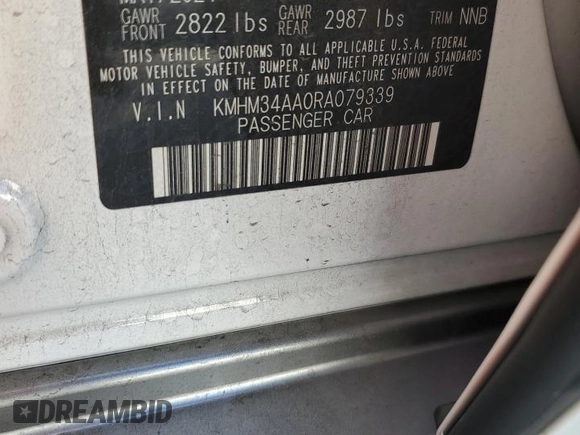 GAWR FRONT 2822 lbs GAWR REAR 2987 lbs TRIM NNB
THIS VEHICLE CONFORMS TO ALL APPLICABLE U.S.A. FEDERAL
MOTOR VEHICLE SAFETY, BUMPER, AND THEFT PREVENTION STANDARDS
IN EFFECT ON THE DATE OF MANUFACTURE SHOWN ABOVE.
V.I.N KMHM34AA0RA079339
PASSENGER CAR
DREAMBID